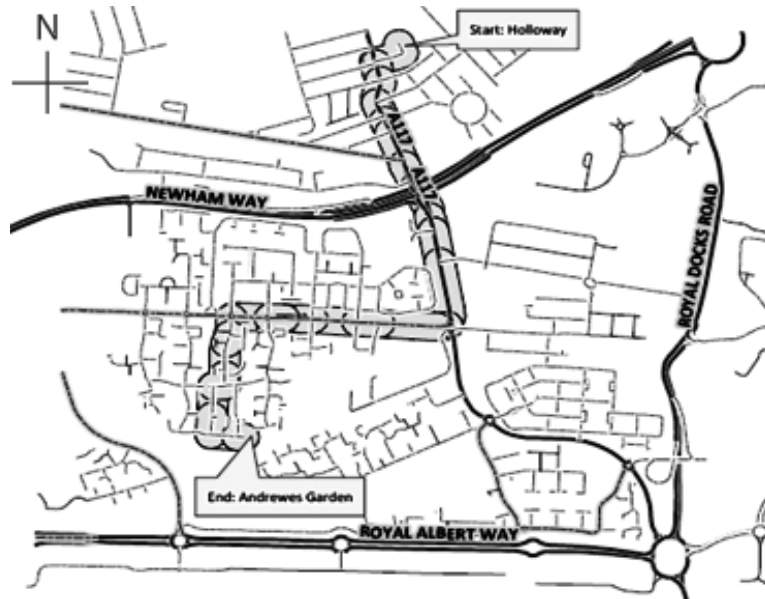 N
Start: Holloway
A117
A117
NEWHAM WAY
ROYAL DOCKS ROAD
End: Andrewes Garden
ROYAL ALBERT WAY